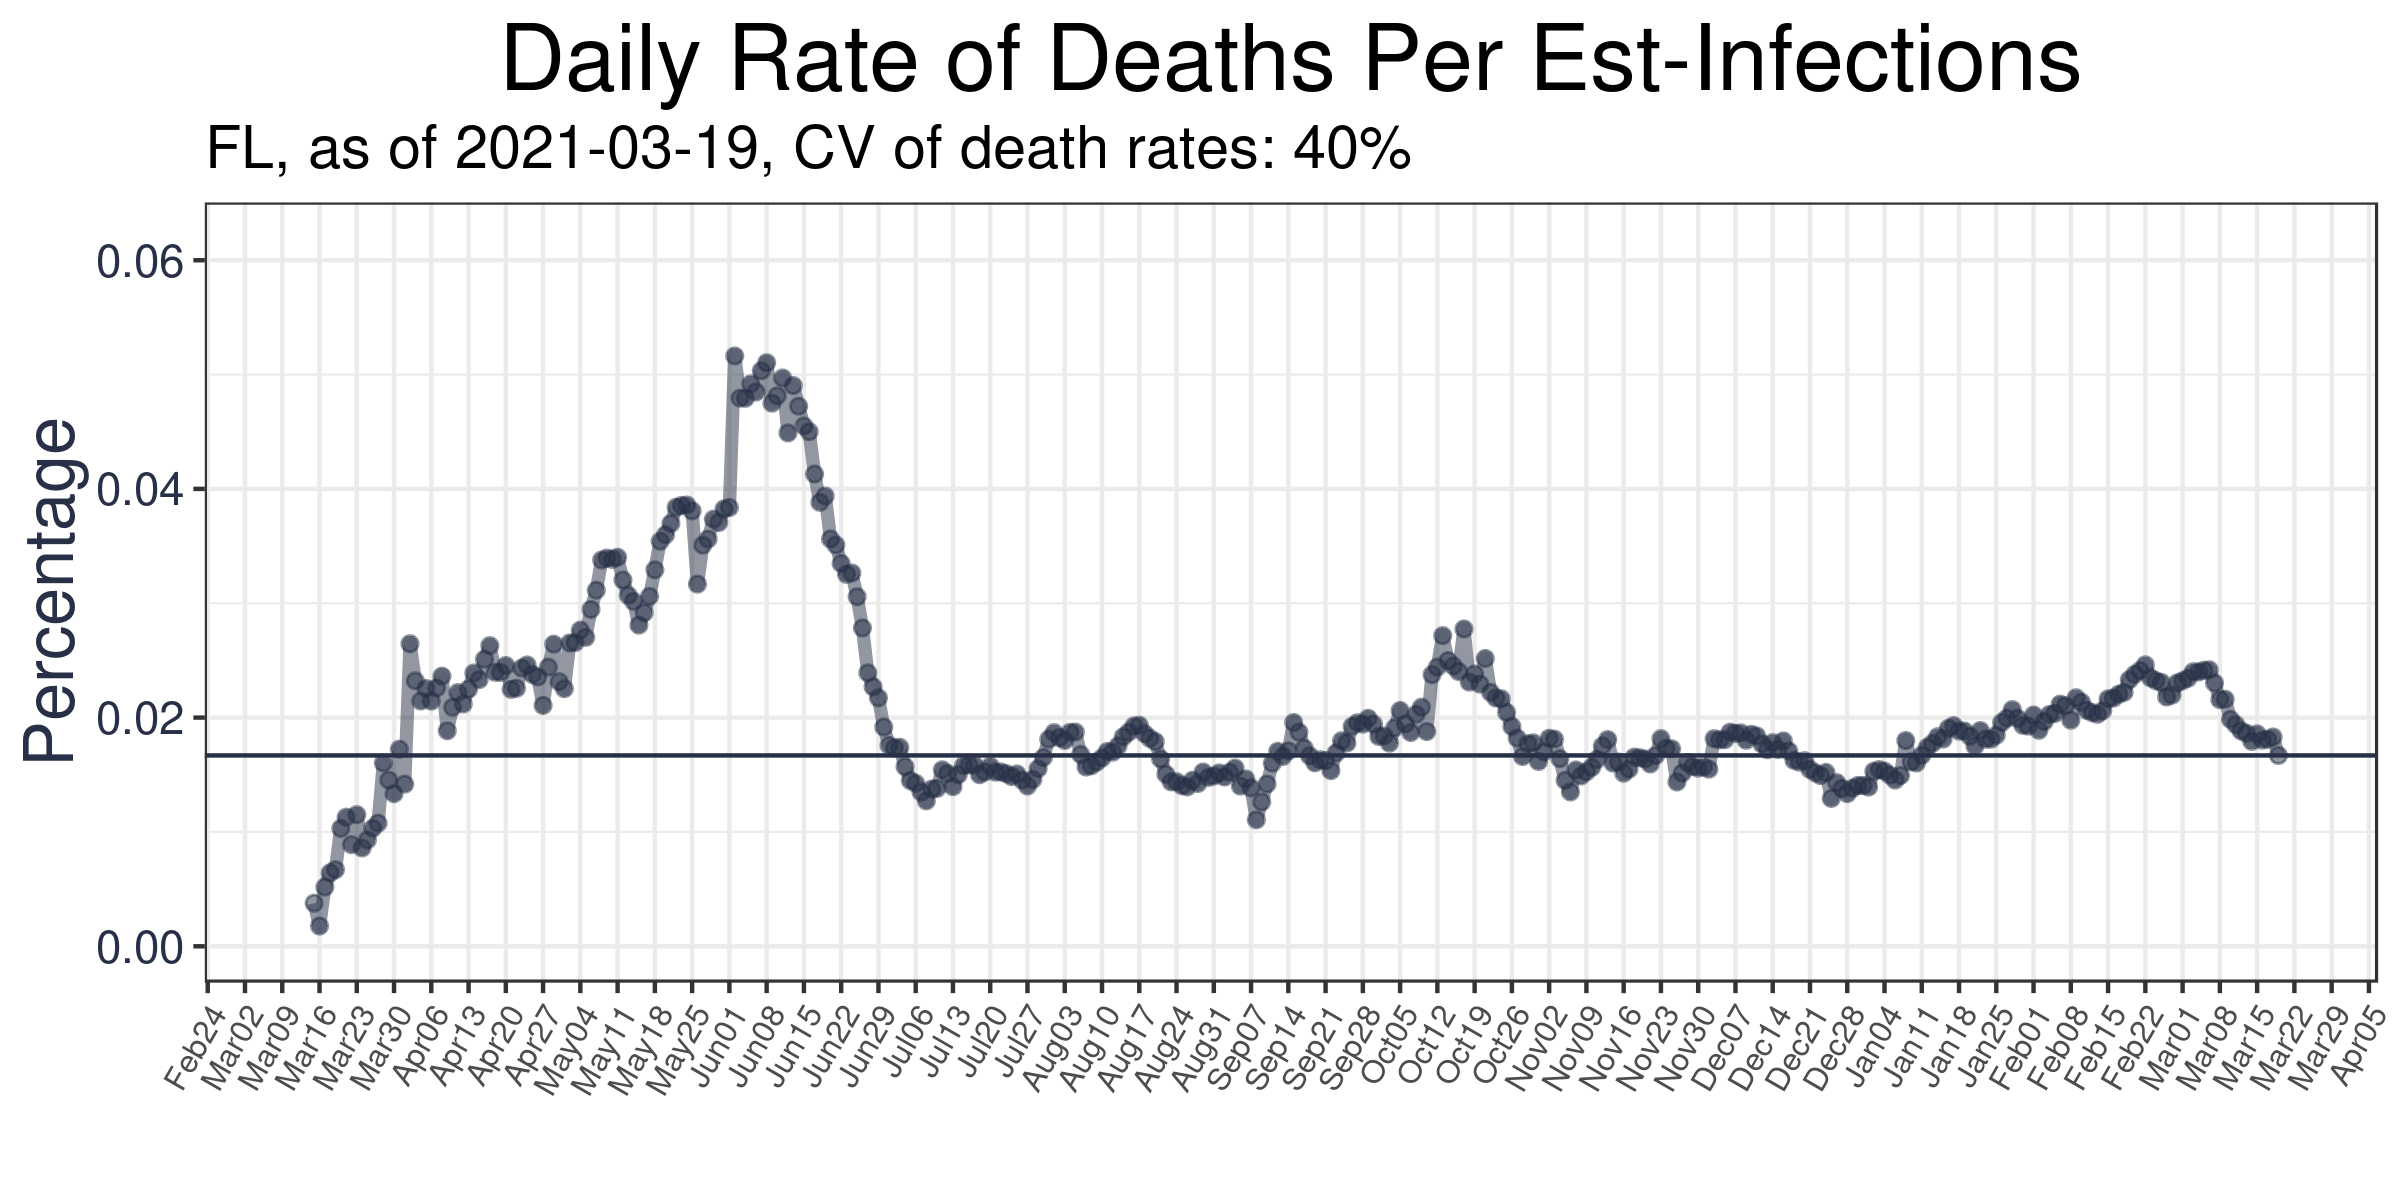 Daily Rate of Deaths Per Est-Infections
FL, as of 2021-03-19, CV of death rates: 40%
Percentage
0.06
0.04
0.02
0.00
Feb24 Mar02 Mar09 Mar16 Mar23 Mar30 Apr06 Apr13 Apr20 Apr27 May04 May11 May18 May25 Jun01 Jun08 Jun15 Jun22 Jun29 Jul06 Jul13 Jul20 Jul27 Aug03 Aug10 Aug17 Aug24 Aug31 Sep07 Sep14 Sep21 Sep28 Oct05 Oct12 Oct19 Oct26 Nov02 Nov09 Nov16 Nov23 Nov30 Dec07 Dec14 Dec21 Dec28 Jan04 Jan11 Jan18 Jan25 Feb01 Feb08 Feb15 Feb22 Mar01 Mar08 Mar15 Mar22 Mar29 Apr05